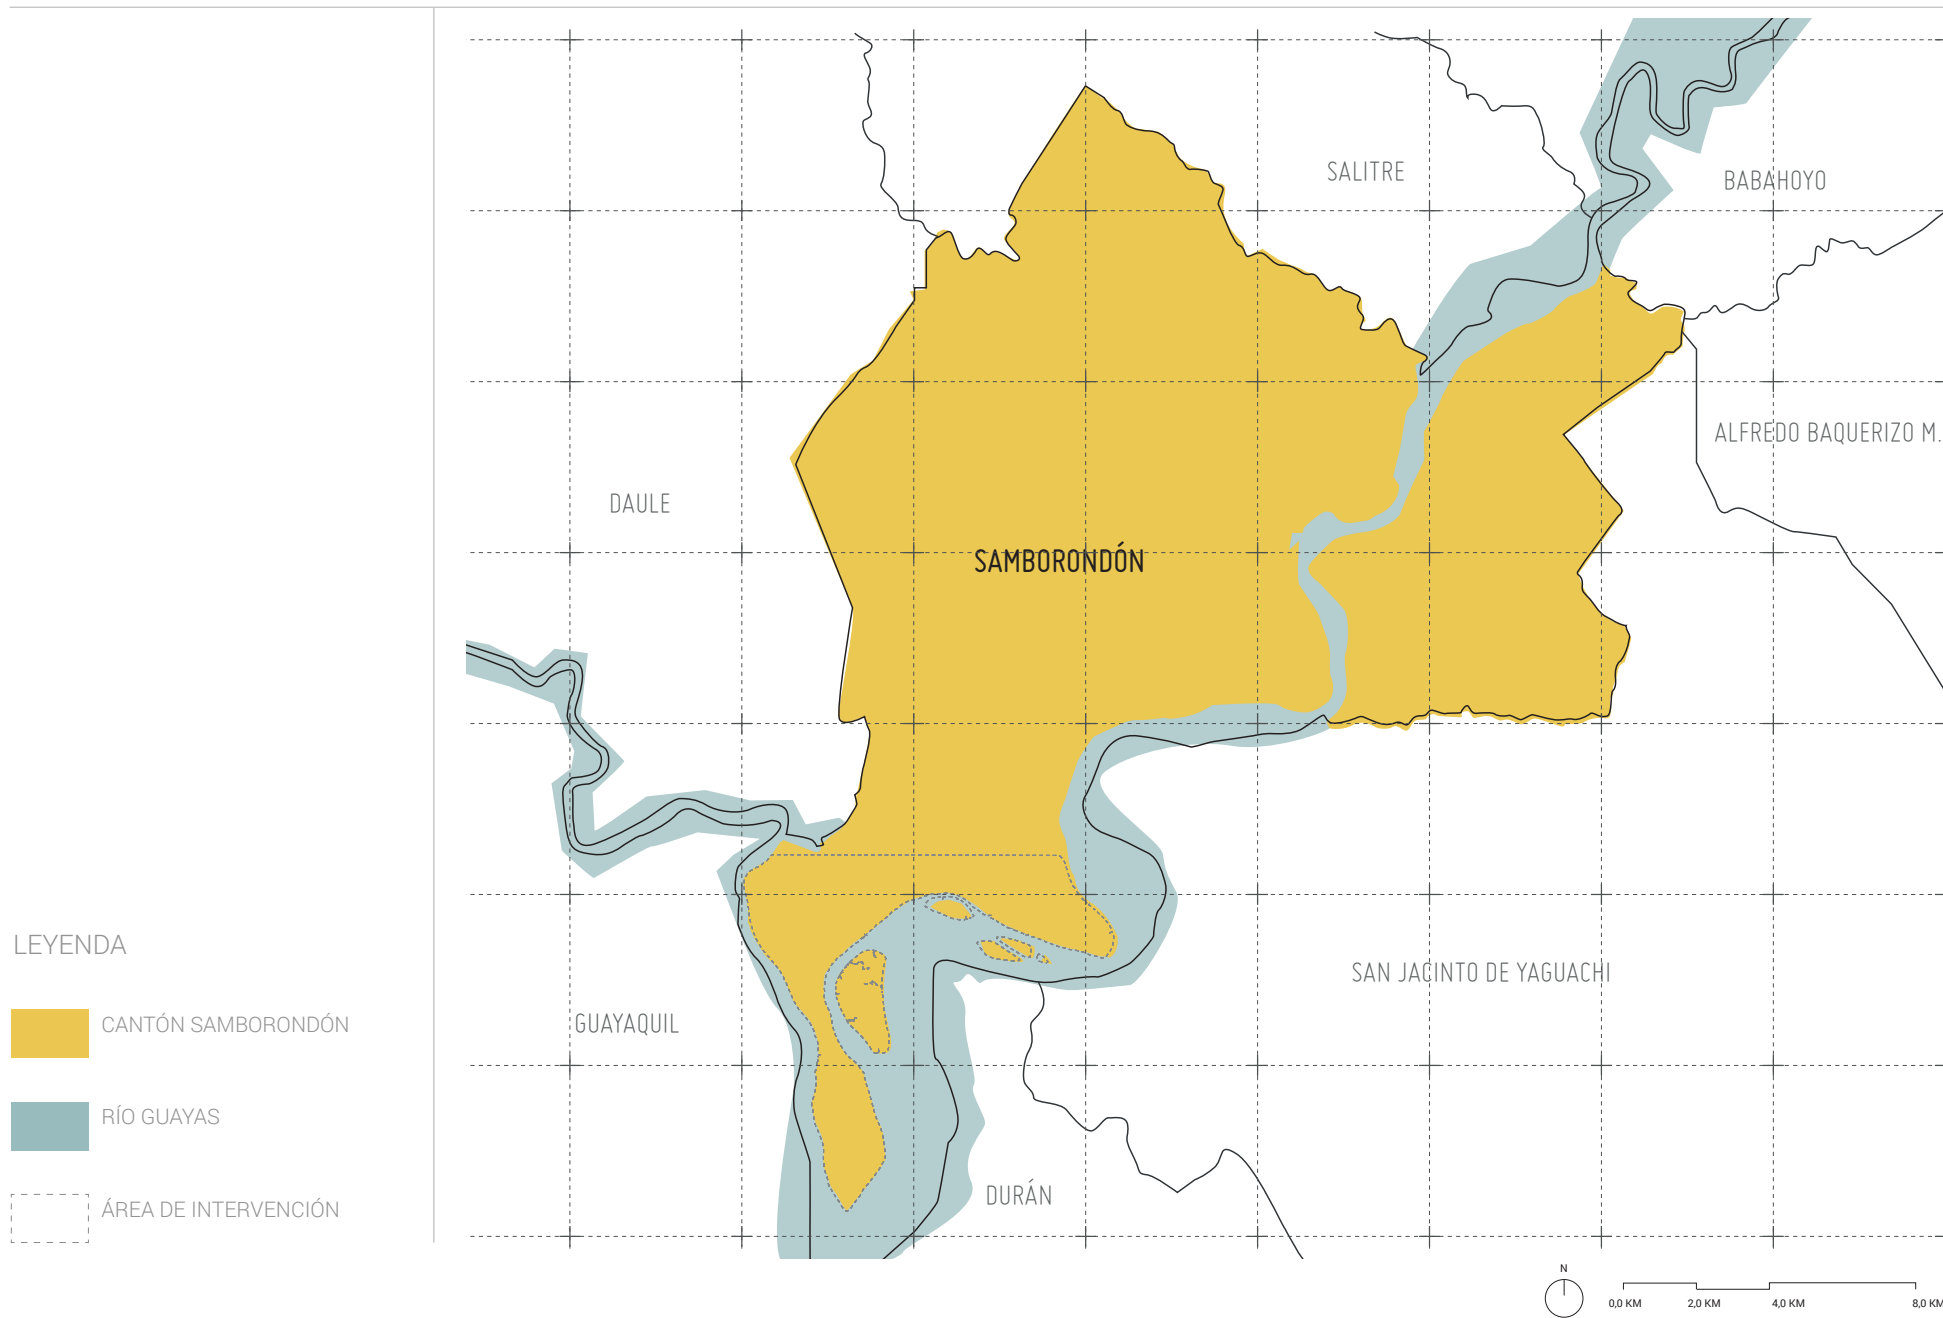 SALITRE
BABAHOYO
ALFREDO BAQUERIZO M.
DAULE
SAMBORONDÓN
LEYENDA
CANTÓN SAMBORONDÓN
RÍO GUAYAS
ÁREA DE INTERVENCIÓN
SAN JACINTO DE YAGUACHI
GUAYAQUIL
DURÁN
N
0,0 KM 2,0 KM 4,0 KM 8,0 KM